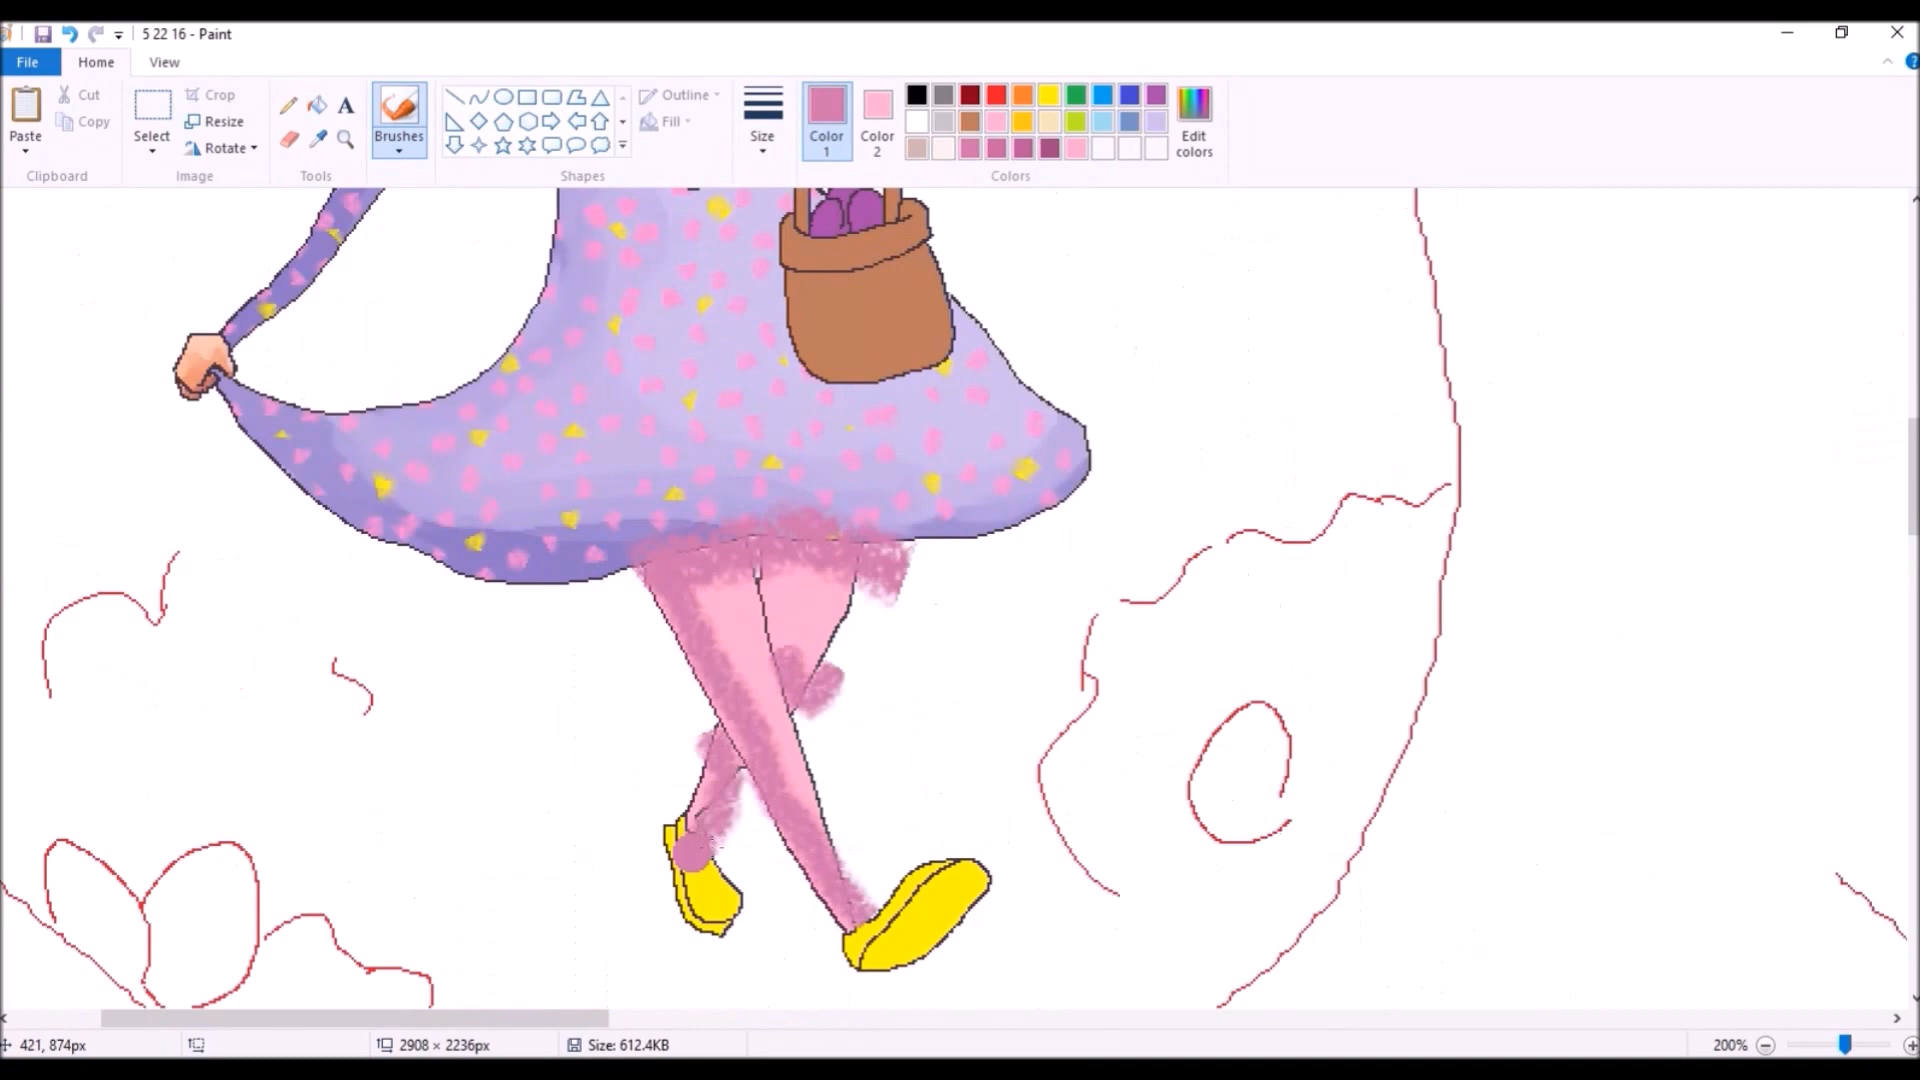 5 22 16 - Paint
File Home View
Paste Cut Copy
Clipboard
Select Crop Resize Rotate
Image
A
Tools
Brushes
Shapes
Outline
Fill
Size
Color 1
Color 2
Edit colors
Colors
421, 874px
2908 × 2236px
Size: 612.4KB
200%